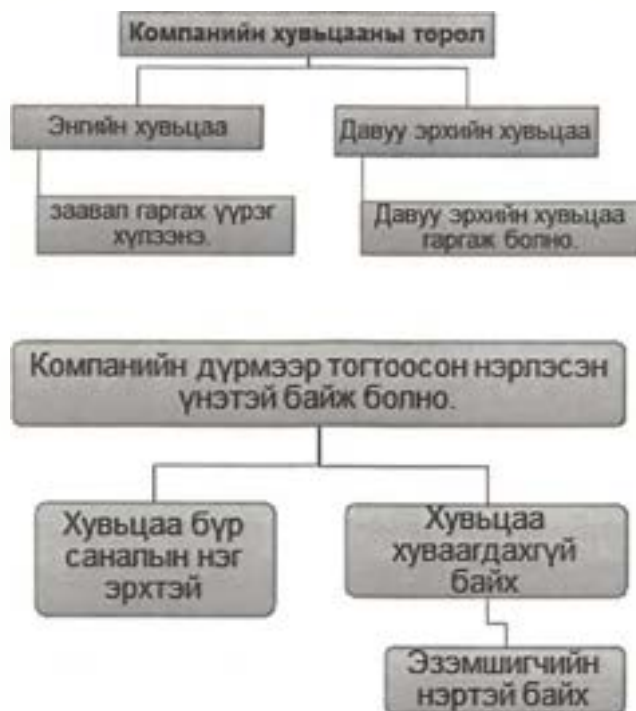 Компанийн хувьцааны төрөл
Энгийн хувьцаа
Давуу эрхийн хувьцаа
заавал гаргах үүрэг
хүлээнэ.
Давуу эрхийн хувьцаа
гаргаж болно.
Компанийн дүрмээр тогтоосон нэрлэсэн
үнэтэй байж болно.
Хувьцаа бүр
саналын нэг
эрхтэй
Хувьцаа
хуваагдахгүй
байх
Эзэмшигчийн
нэртэй байх